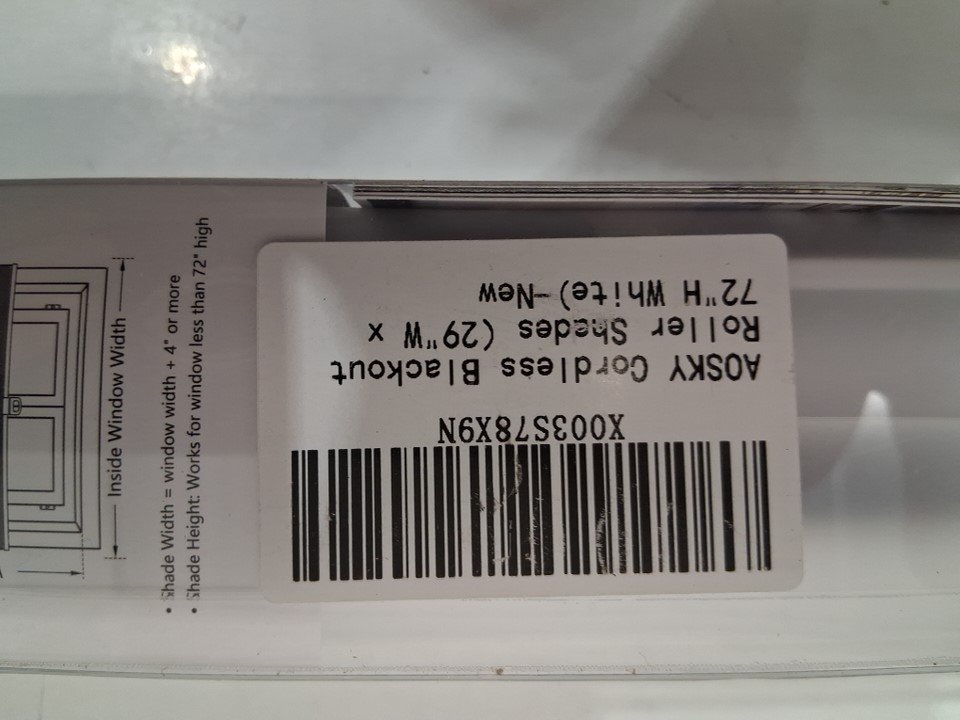 X003S78X9N
AOSKY Cordless Blackout
Roller Shades (29"W x
72"H White)-New
Inside Window Width
• Shade Width = window width + 4" or more
• Shade Height: Works for window less than 72" high